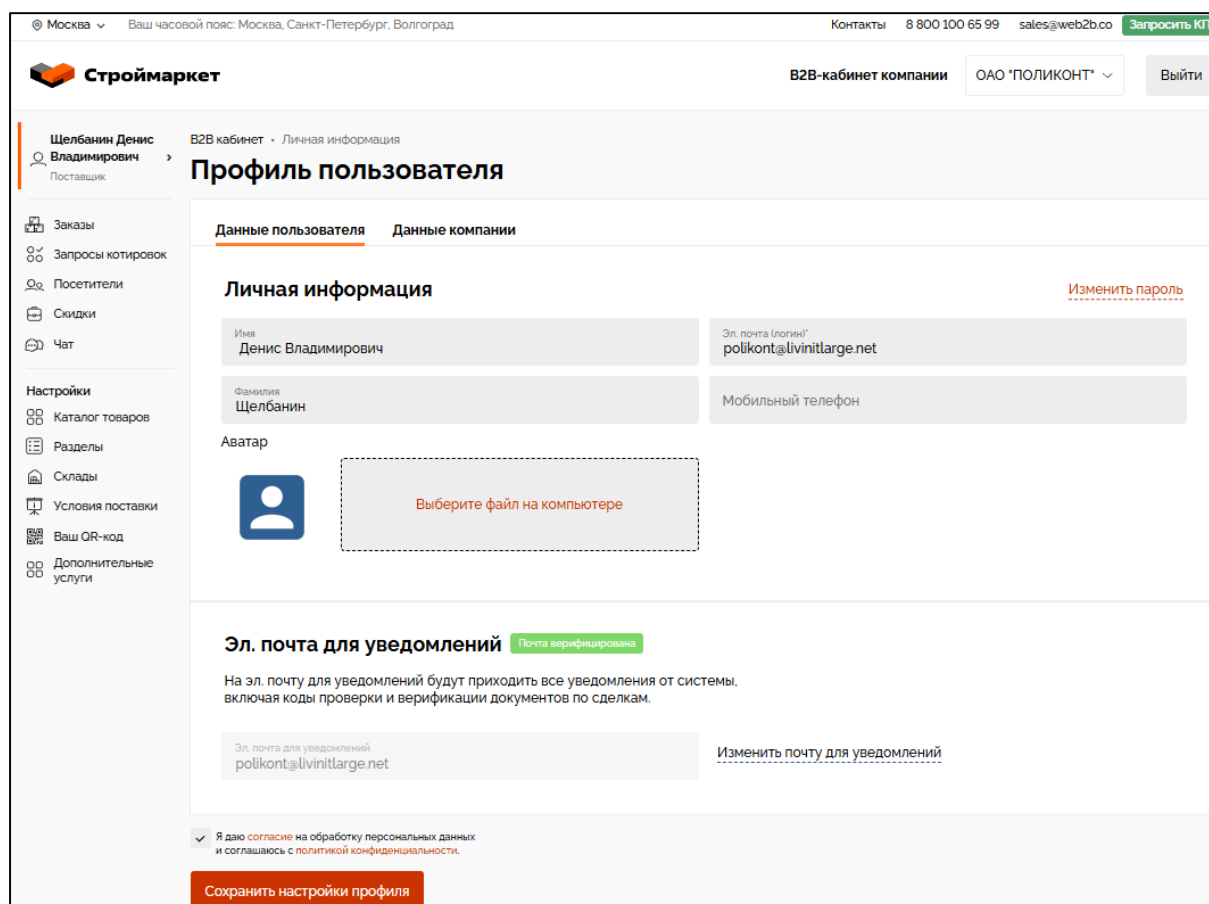 Москва
Ваш часовой пояс: Москва, Санкт-Петербург, Волгоград
Контакты
8 800 100 65 99
sales@web2b.co
Запросить КП
Строймаркет
B2B-кабинет компании
ОАО "ПОЛИКОНТ"
Выйти
Щелбанин Денис
Владимирович
Поставщик
Заказы
Запросы котировок
Посетители
Скидки
Чат
Настройки
Каталог товаров
Разделы
Склады
Условия поставки
Ваш QR-код
Дополнительные
услуги
B2B кабинет • Личная информация
Профиль пользователя
Данные пользователя
Данные компании
Личная информация
Изменить пароль
Имя
Денис Владимирович
Эл. почта (логин)*
polikont@livinitlarge.net
Фамилия
Щелбанин
Мобильный телефон
Аватар
Выберите файл на компьютере
Эл. почта для уведомлений
Почта верифицирована
На эл. почту для уведомлений будут приходить все уведомления от системы,
включая коды проверки и верификации документов по сделкам.
Эл. почта для уведомлений
polikont@livinitlarge.net
Изменить почту для уведомлений
Я даю согласие на обработку персональных данных
и соглашаюсь с политикой конфиденциальности.
Сохранить настройки профиля